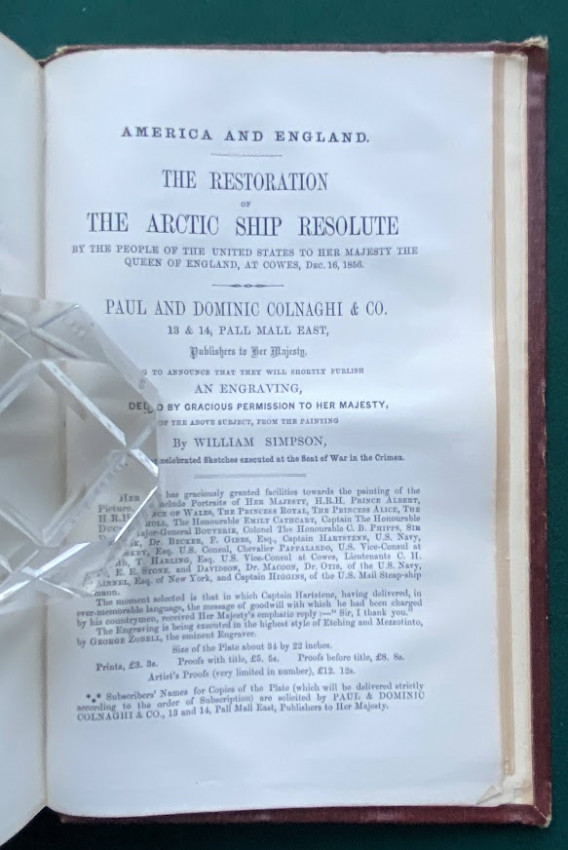 AMERICA AND ENGLAND.
THE RESTORATION
OF
THE ARCTIC SHIP RESOLUTE
BY THE PEOPLE OF THE UNITED STATES TO HER MAJESTY THE
QUEEN OF ENGLAND, AT COWES, DEC. 16, 1856.
PAUL AND DOMINIC COLNAGHI & CO.
13 & 14, PALL MALL EAST,
Publishers to Her Majesty,
TO ANNOUNCE THAT THEY WILL SHORTLY PUBLISH
AN ENGRAVING,
BY GRACIOUS PERMISSION TO HER MAJESTY,
OF THE ABOVE SUBJECT, FROM THE PAINTING
By WILLIAM SIMPSON,
celebrated Sketches executed at the Seat of War in the Crimea.
HER has graciously granted facilities towards the painting of the
Picture. include Portraits of HER MAJESTY, H.R.H. PRINCE ALBERT,
H.R.H. OF WALES, THE PRINCESS ROYAL, THE PRINCESS ALICE, THE
The Honourable EMILY CATHCART, Captain The Honourable
Major-General BOUVERIE, Colonel The Honourable C. B. PHIPPS, SIR
Dr. BECKER, F. GIBBS, Esq., Captain HARTSTENE, U.S. Navy,
Esq. U.S. Consul, Chevalier PAPPALARDO, U.S. Vice-Consul at
T. HARLING, Esq. U.S. Vice-Consul at Cowes, Lieutenants C. H.
E. E. STONE, and DAVIDSON, Dr. MACOON, Dr. OTIS, of the U.S. Navy,
Esq. of New York, and Captain HIGGINS, of the U.S. Mail Steap-ship
The moment selected is that in which Captain Hartstene, having delivered, in
ever-memorable language, the message of goodwill with which he had been charged
by his countrymen, received Her Majesty's emphatic reply:—"Sir, I thank you."
The Engraving is being executed in the highest style of Etching and Mezzotinto,
by GEORGE ZOBELL, the eminent Engraver.
Size of the Plate about 34 by 22 inches.
Prints, £3. 3s. Proofs with title, £5. 5s. Proofs before title, £8. 8s.
Artist's Proofs (very limited in number), £12. 12s.
*** Subscribers' Names for Copies of the Plate (which will be delivered strictly
according to the order of Subscription) are solicited by PAUL & DOMINIC
COLNAGHI & CO., 13 and 14, Pall Mall East, Publishers to Her Majesty.